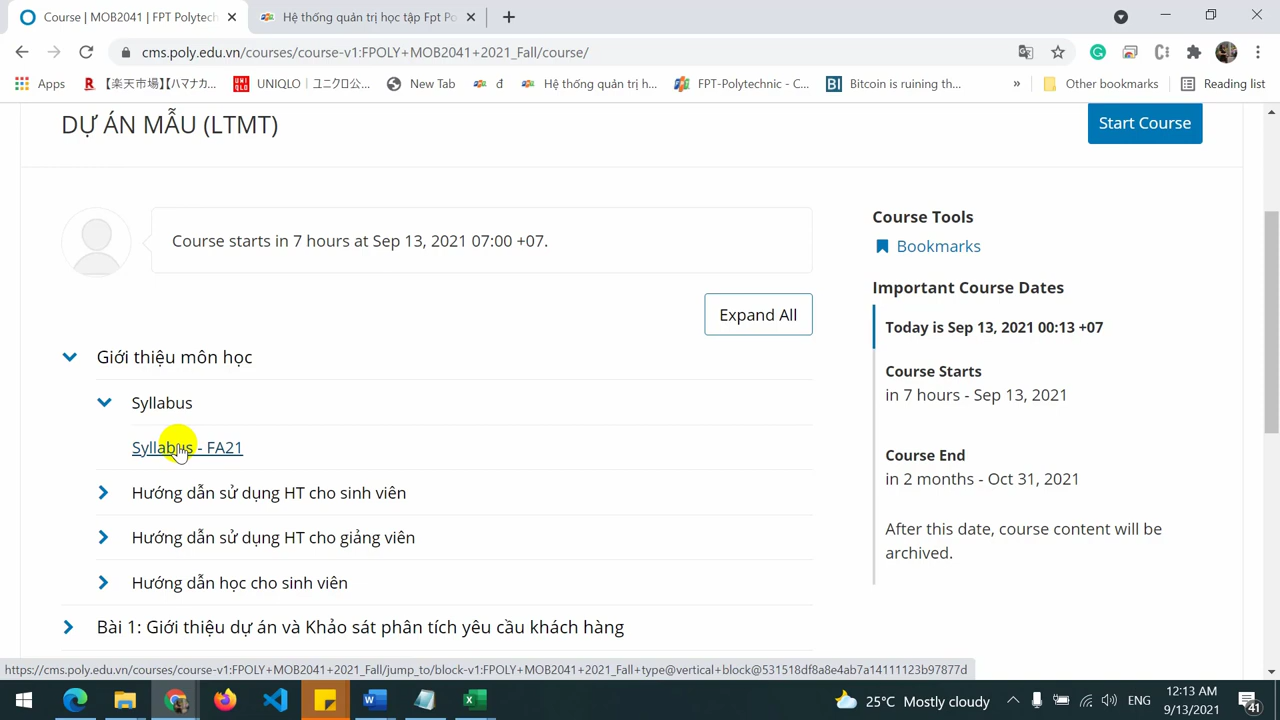 Course | MOB2041 | FPT Polytech
Hệ thống quản trị học tập Fpt Po
cms.poly.edu.vn/courses/course-v1:FPOLY+MOB2041+2021_Fall/course/
Apps
【楽天市場】【ハマナカ...
UNIQLO | ユニクロ公...
New Tab
đ
Hệ thống quản trị h...
FPT-Polytechnic - C...
Bitcoin is ruining th...
»
Other bookmarks
Reading list
DỰ ÁN MẪU (LTMT)
Start Course
Course starts in 7 hours at Sep 13, 2021 07:00 +07.
Expand All
Giới thiệu môn học
Syllabus
Syllabus - FA21
Hướng dẫn sử dụng HT cho sinh viên
Hướng dẫn sử dụng HT cho giảng viên
Hướng dẫn học cho sinh viên
Bài 1: Giới thiệu dự án và Khảo sát phân tích yêu cầu khách hàng
Course Tools
Bookmarks
Important Course Dates
Today is Sep 13, 2021 00:13 +07
Course Starts
in 7 hours - Sep 13, 2021
Course End
in 2 months - Oct 31, 2021
After this date, course content will be
archived.
https://cms.poly.edu.vn/courses/course-v1:FPOLY+MOB2041+2021_Fall/jump_to/block-v1:FPOLY+MOB2041+2021_Fall+type@vertical+block@531518df8a8e4ab7a14111123b97877d
25°C Mostly cloudy
ENG
12:13 AM
9/13/2021
41